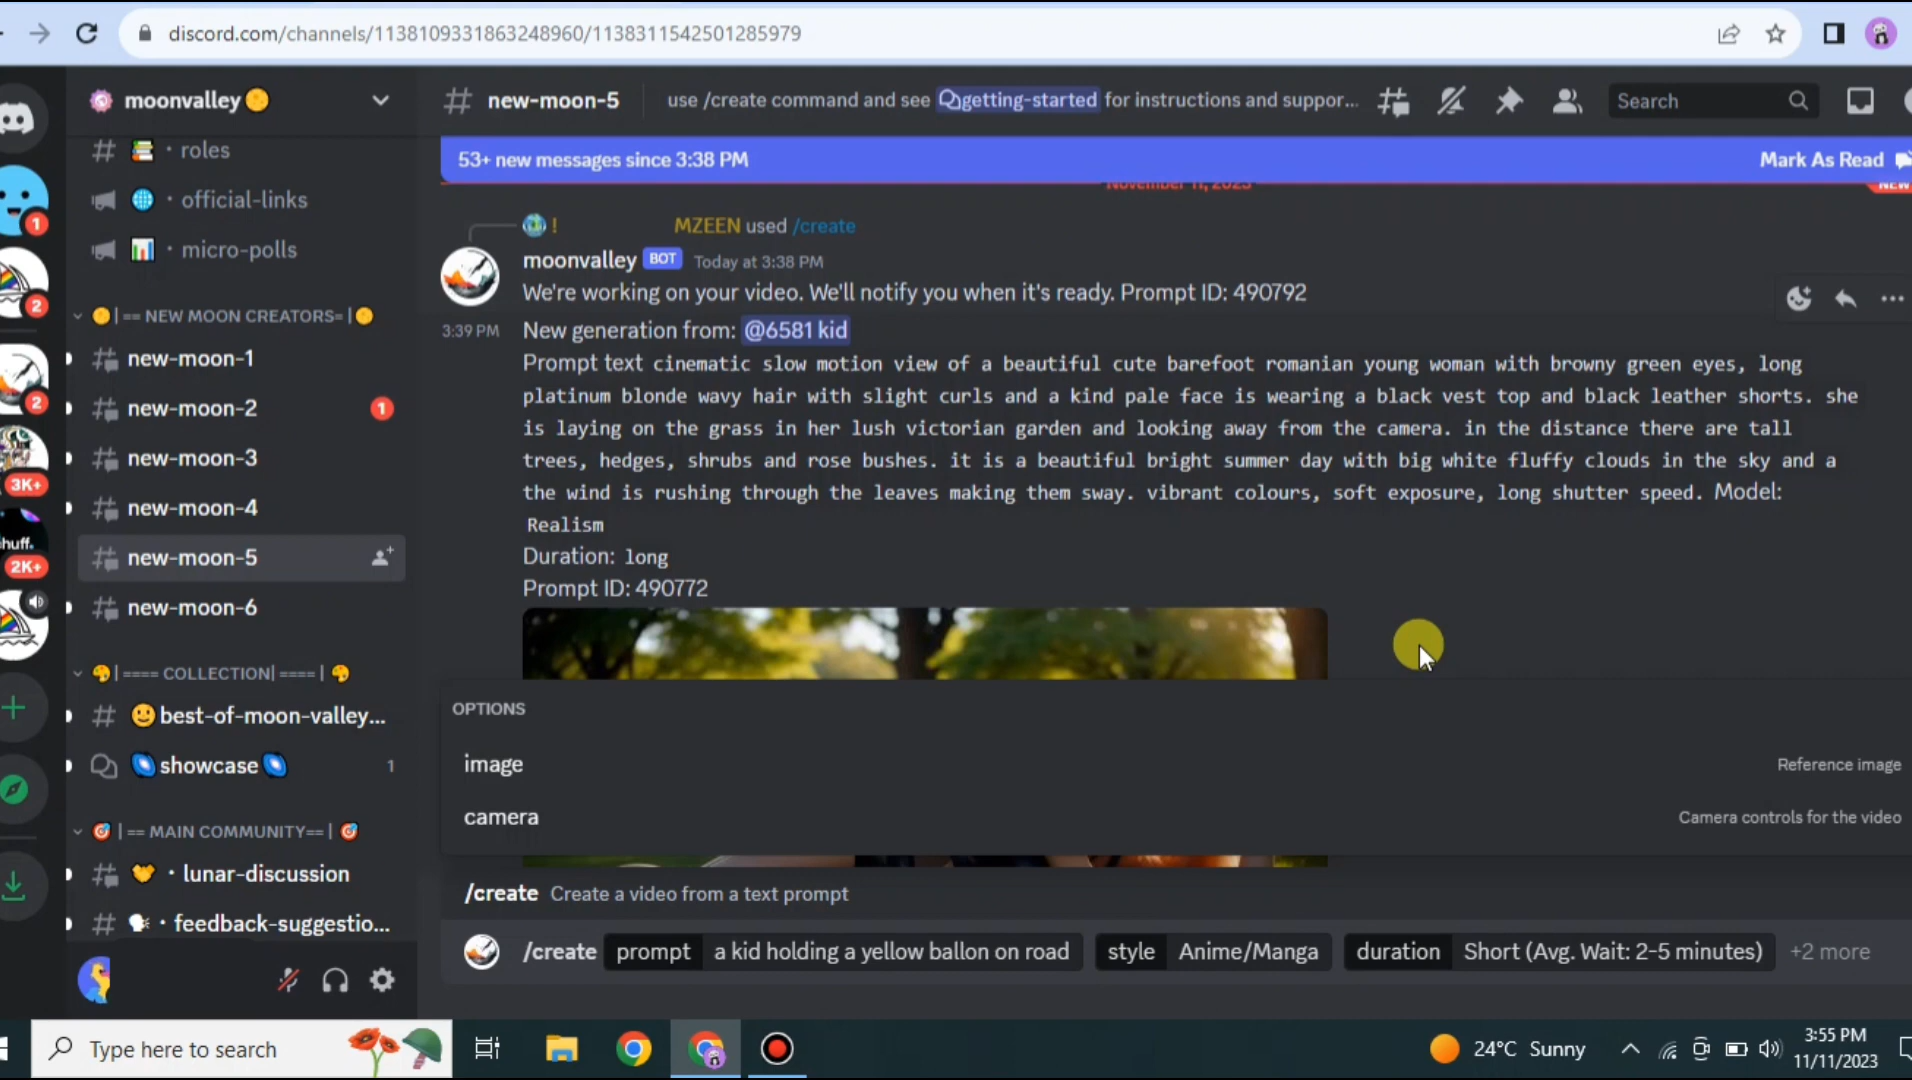 discord.com/channels/1138109331863248960/1138311542501285979
moonvalley
new-moon-5
use /create command and see getting-started for instructions and suppor...
Search
roles
official-links
micro-polls
== NEW MOON CREATORS=
new-moon-1
new-moon-2
1
new-moon-3
new-moon-4
new-moon-5
new-moon-6
==== COLLECTION| ====
best-of-moon-valley...
showcase
1
== MAIN COMMUNITY==
lunar-discussion
feedback-suggestio...
1
2
2
3K+
huff.
2K+
53+ new messages since 3:38 PM
Mark As Read
November 11, 2023
NEW
! MZEEN used /create
moonvalley BOT Today at 3:38 PM
We're working on your video. We'll notify you when it's ready. Prompt ID: 490792
3:39 PM New generation from: @6581 kid
Prompt text cinematic slow motion view of a beautiful cute barefoot romanian young woman with browny green eyes, long
platinum blonde wavy hair with slight curls and a kind pale face is wearing a black vest top and black leather shorts. she
is laying on the grass in her lush victorian garden and looking away from the camera. in the distance there are tall
trees, hedges, shrubs and rose bushes. it is a beautiful bright summer day with big white fluffy clouds in the sky and a
the wind is rushing through the leaves making them sway. vibrant colours, soft exposure, long shutter speed. Model:
Realism
Duration: long
Prompt ID: 490772
OPTIONS
image Reference image
camera Camera controls for the video
/create Create a video from a text prompt
/create prompt a kid holding a yellow ballon on road style Anime/Manga duration Short (Avg. Wait: 2-5 minutes) +2 more
Type here to search
24°C Sunny
3:55 PM
11/11/2023